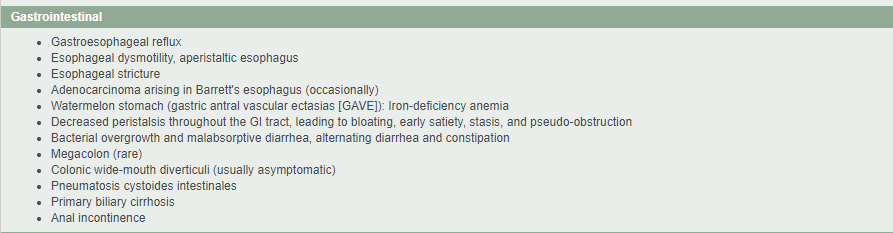 Gastrointestinal
• Gastroesophageal reflux
• Esophageal dysmotility, aperistaltic esophagus
• Esophageal stricture
• Adenocarcinoma arising in Barrett's esophagus (occasionally)
• Watermelon stomach (gastric antral vascular ectasias [GAVE]): Iron-deficiency anemia
• Decreased peristalsis throughout the GI tract, leading to bloating, early satiety, stasis, and pseudo-obstruction
• Bacterial overgrowth and malabsorptive diarrhea, alternating diarrhea and constipation
• Megacolon (rare)
• Colonic wide-mouth diverticuli (usually asymptomatic)
• Pneumatosis cystoides intestinales
• Primary biliary cirrhosis
• Anal incontinence